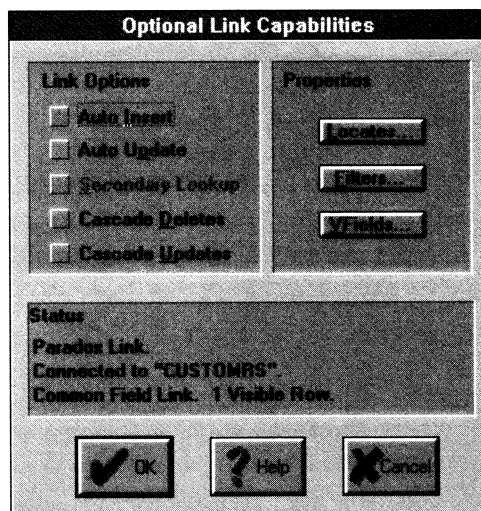 Optional Link Capabilities
Link Options
Auto Insert
Auto Update
Secondary Lookup
Cascade Deletes
Cascade Updates
Properties
Locates...
Filters...
VFields...
Status
Paradox Link.
Connected to "CUSTOMRS".
Common Field Link. 1 Visible Row.
OK
Help
Cancel